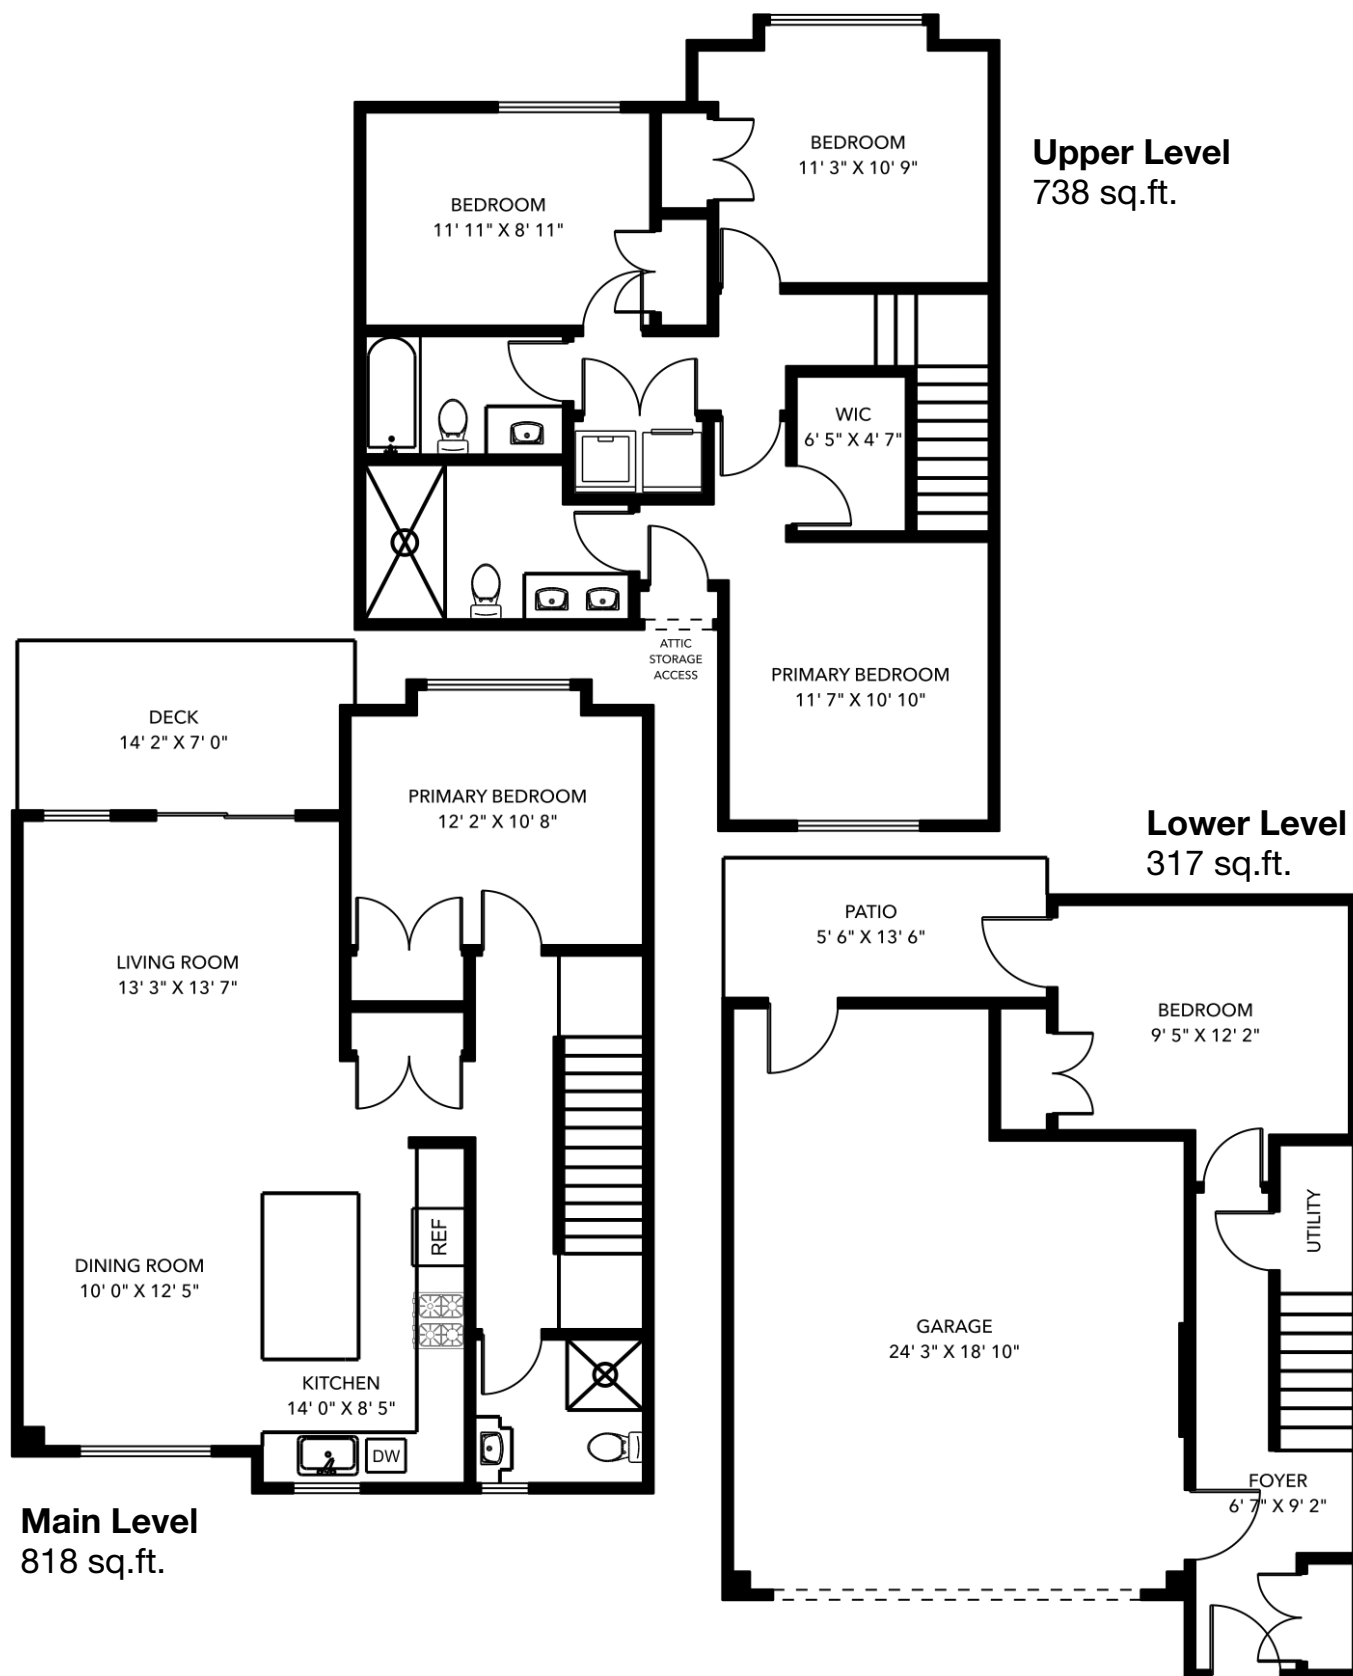 Upper Level
738 sq.ft.
BEDROOM
11' 3" X 10' 9"
BEDROOM
11' 11" X 8' 11"
WIC
6' 5" X 4' 7"
ATTIC
STORAGE
ACCESS
PRIMARY BEDROOM
11' 7" X 10' 10"
DECK
14' 2" X 7' 0"
PRIMARY BEDROOM
12' 2" X 10' 8"
LIVING ROOM
13' 3" X 13' 7"
REF
DINING ROOM
10' 0" X 12' 5"
KITCHEN
14' 0" X 8' 5"
DW
Main Level
818 sq.ft.
Lower Level
317 sq.ft.
PATIO
5' 6" X 13' 6"
BEDROOM
9' 5" X 12' 2"
UTILITY
GARAGE
24' 3" X 18' 10"
FOYER
6' 7" X 9' 2"